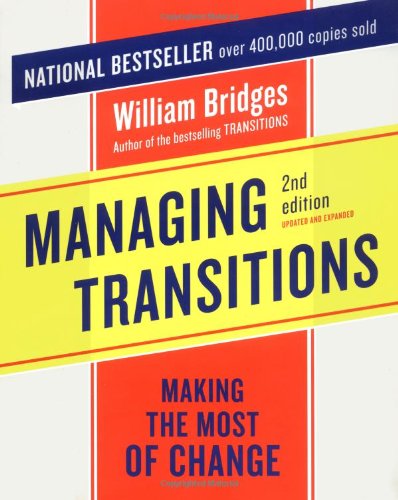 NATIONAL BESTSELLER over 400,000 copies sold
William Bridges
Author of the bestselling TRANSITIONS
2nd
edition
UPDATED AND EXPANDED
MANAGING
TRANSITIONS
MAKING
THE MOST
OF CHANGE